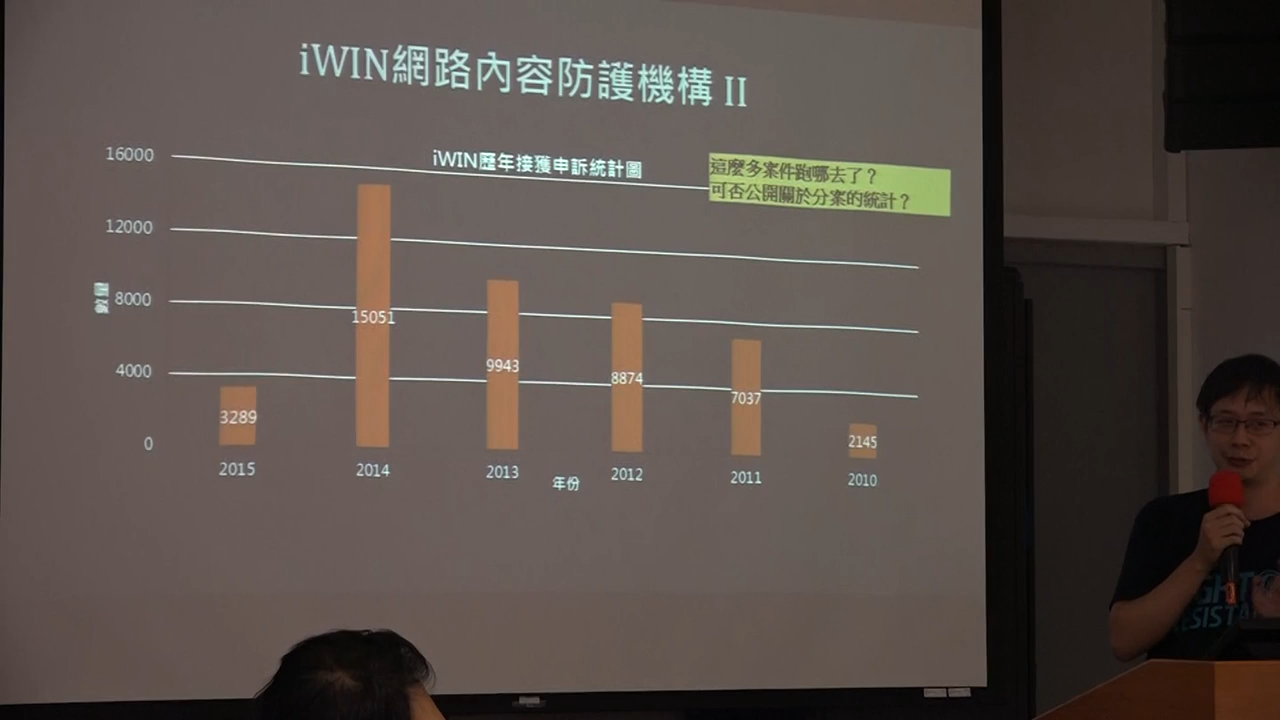 iWIN網路內容防護機構 II
iWIN歷年接獲申訴統計圖
這麼多案件跑哪去了？
可否公開關於分案的統計？
16000
12000
8000
4000
0
數量
3289
15051
9943
8874
7037
2145
2015
2014
2013
2012
2011
2010
年份